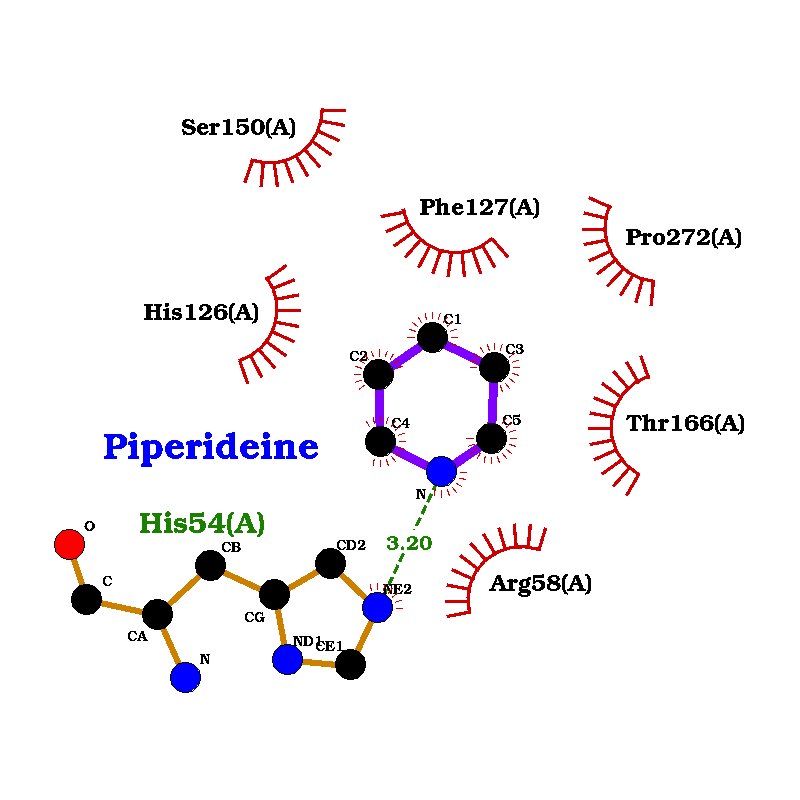 Ser150(A)
Phe127(A)
Pro272(A)
His126(A)
C1
C2
C3
C4
C5
Thr166(A)
Piperideine
N
His54(A)
O
3.20
CB
CD2
C
NE2
Arg58(A)
CG
CA
ND1
CE1
N